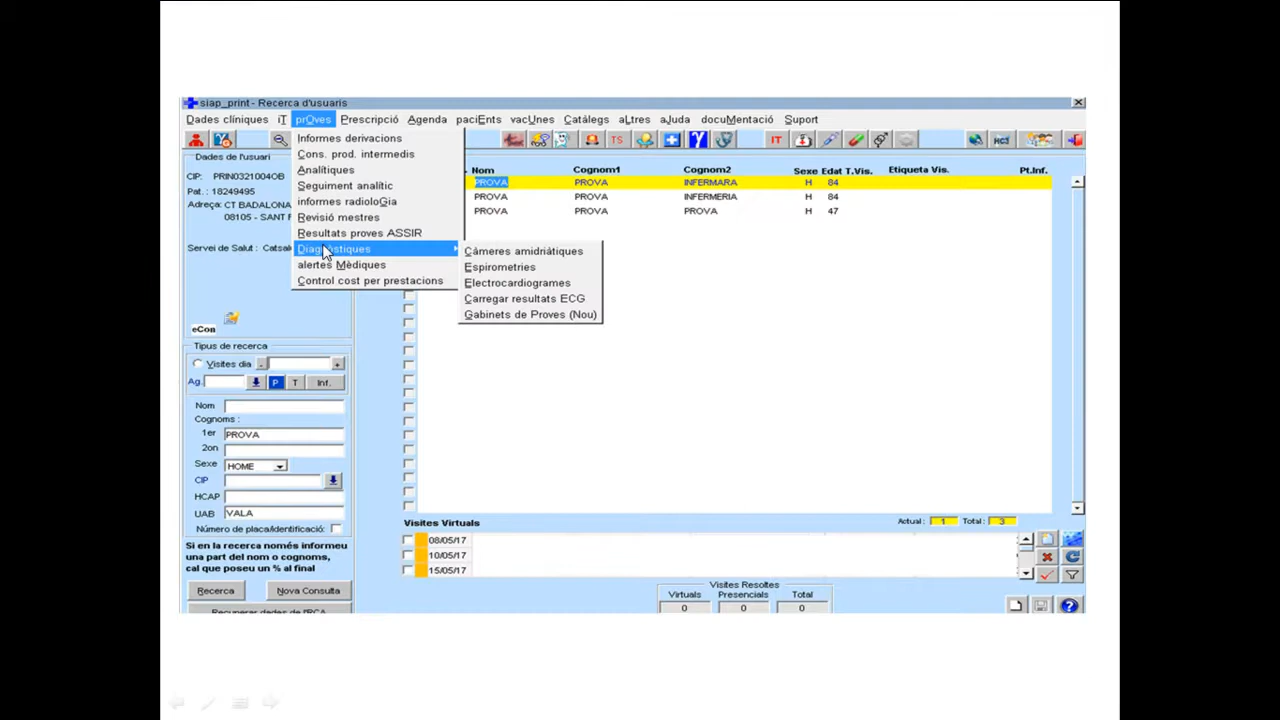 siap_print - Recerca d'usuaris
Dades clíniques iT prOves Prescripció Agenda paciEnts vacUnes Catálegs aLtres aJuda docuMentació Suport
TS IT HC3
Informes derivacions
Cons. prod. intermedis
Analítiques
Seguiment analític
informes radioloGia
Revisió mestres
Resultats proves ASSIR
Diagnòstiques
alertes Mèdiques
Control cost per prestacions
Càmeres amidriàtiques
Espirometries
Electrocardiogrames
Carregar resultats ECG
Gabinets de Proves (Nou)
Dades de l'usuari
CIP: PRIN0321004OB
Pat.: 18249495
Adreça: CT BADALONA
08105 - SANT F
Servei de Salut : Catsal
eCon
Nom Cognom1 Cognom2 Sexe Edat T.Vis. Etiqueta Vis. Pt.Inf.
PROVA PROVA INFERMARA H 84
PROVA PROVA INFERMERIA H 84
PROVA PROVA PROVA H 47
Tipus de recerca
Visites dia - +
Ag. P T Inf.
Nom
Cognoms :
1er PROVA
2on
Sexe HOME
CIP
HCAP
UAB VALA
Número de placa/identificació:
Si en la recerca només informeu
una part del nom o cognoms,
cal que poseu un % al final
Recerca Nova Consulta
Recuperar dades de l'RCA
Visites Virtuals Actual : 1 Total : 3
08/05/17
10/05/17
15/05/17
Visites Resoltes
Virtuals Presencials Total
0 0 0